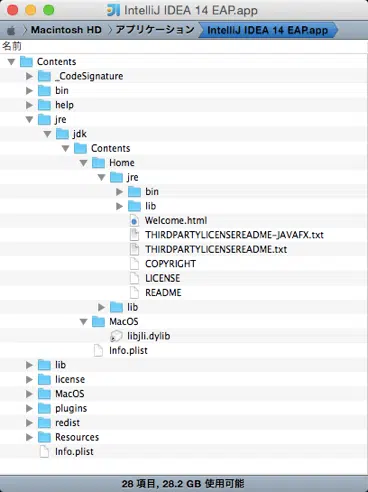 IntelliJ IDEA 14 EAP.app
Macintosh HD アプリケーション IntelliJ IDEA 14 EAP.app
名前
Contents
_CodeSignature
bin
help
jre
jdk
Contents
Home
jre
bin
lib
Welcome.html
THIRDPARTYLICENSEREADME-JAVAFX.txt
THIRDPARTYLICENSEREADME.txt
COPYRIGHT
LICENSE
README
lib
MacOS
libjli.dylib
Info.plist
lib
license
MacOS
plugins
redist
Resources
Info.plist
28 項目, 28.2 GB 使用可能